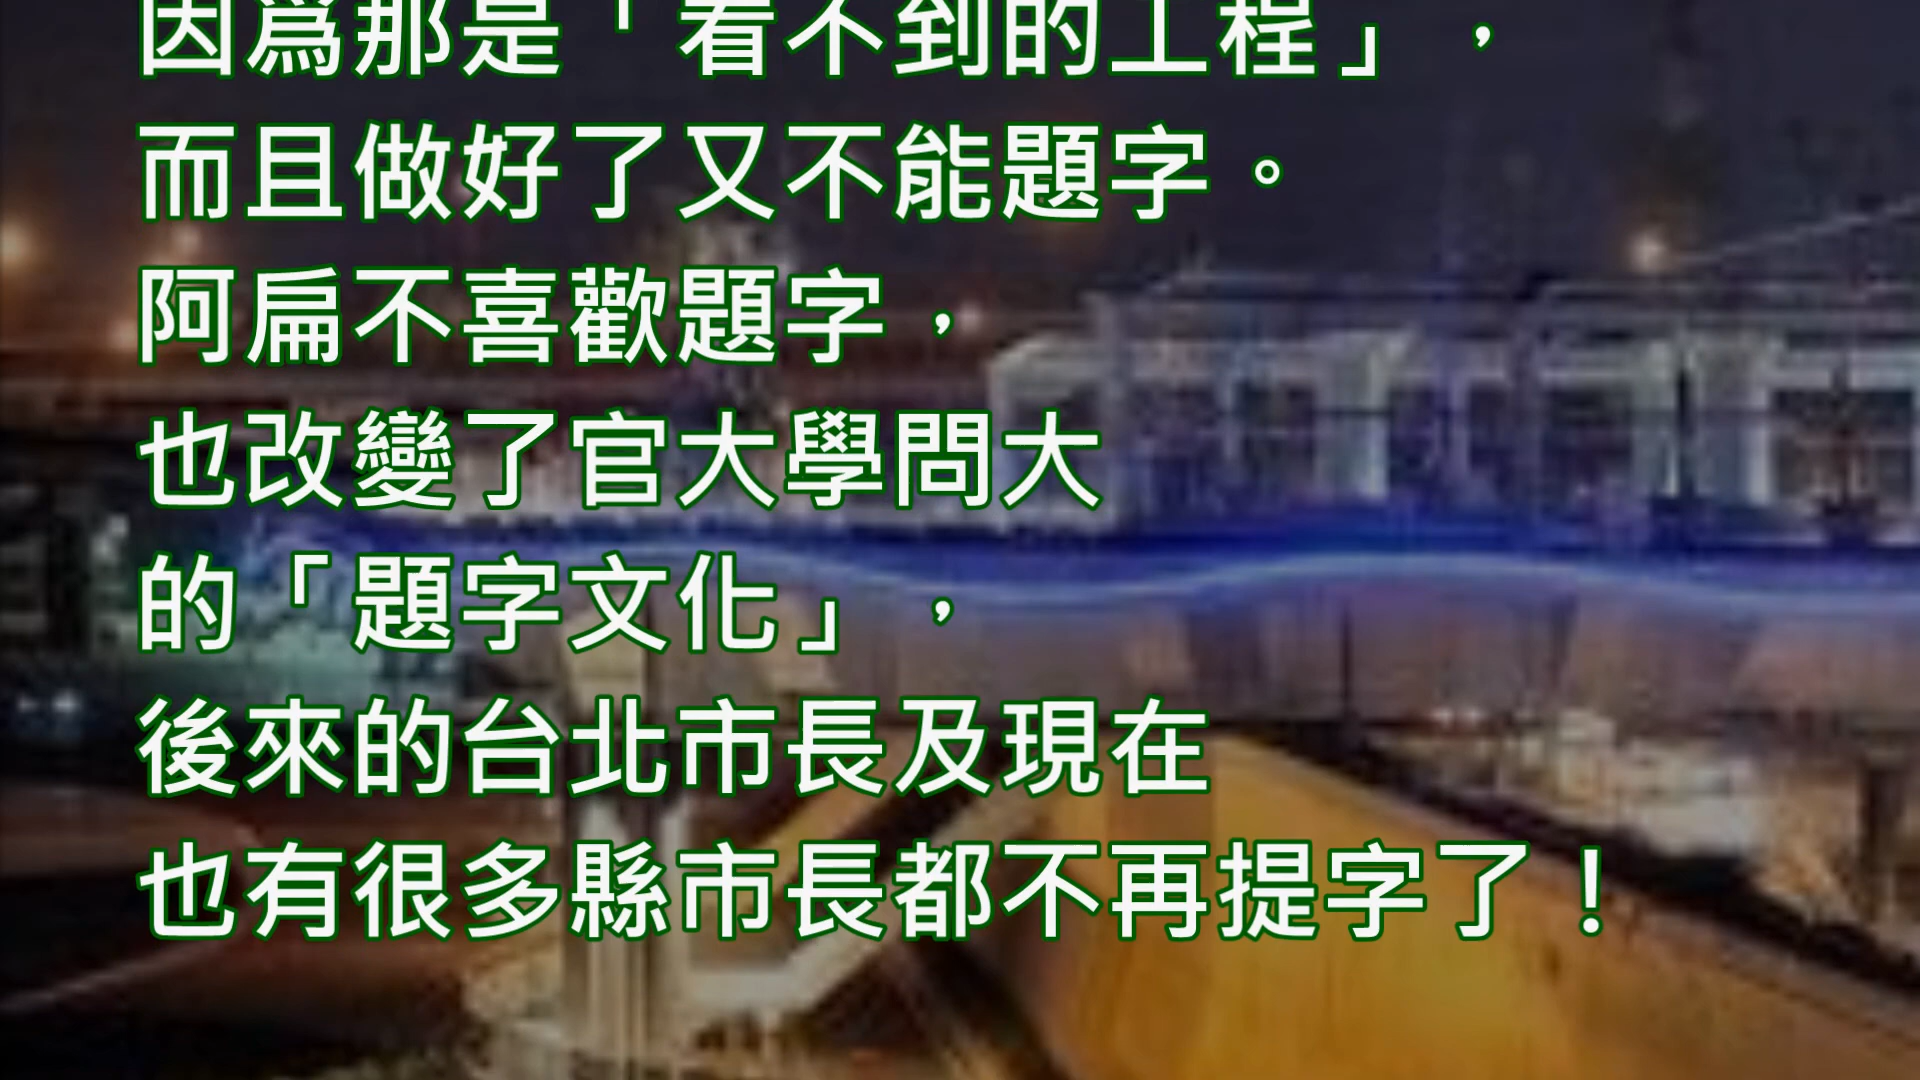 因為那是「看不到的工程」，
而且做好了又不能題字。
阿扁不喜歡題字，
也改變了官大學問大
的「題字文化」，
後來的台北市長及現在
也有很多縣市長都不再提字了！